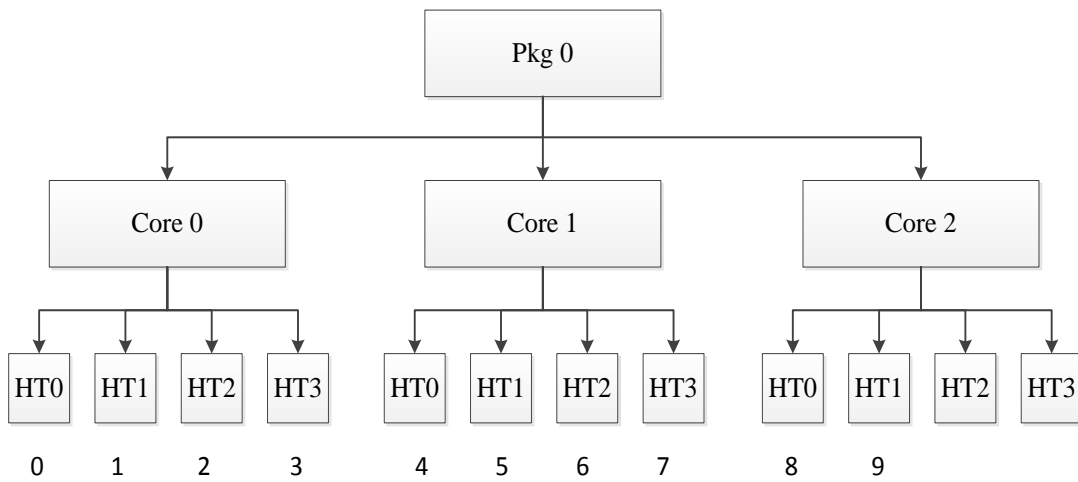 Pkg 0
Core 0 Core 1 Core 2
HT0 HT1 HT2 HT3 HT0 HT1 HT2 HT3 HT0 HT1 HT2 HT3
0 1 2 3 4 5 6 7 8 9